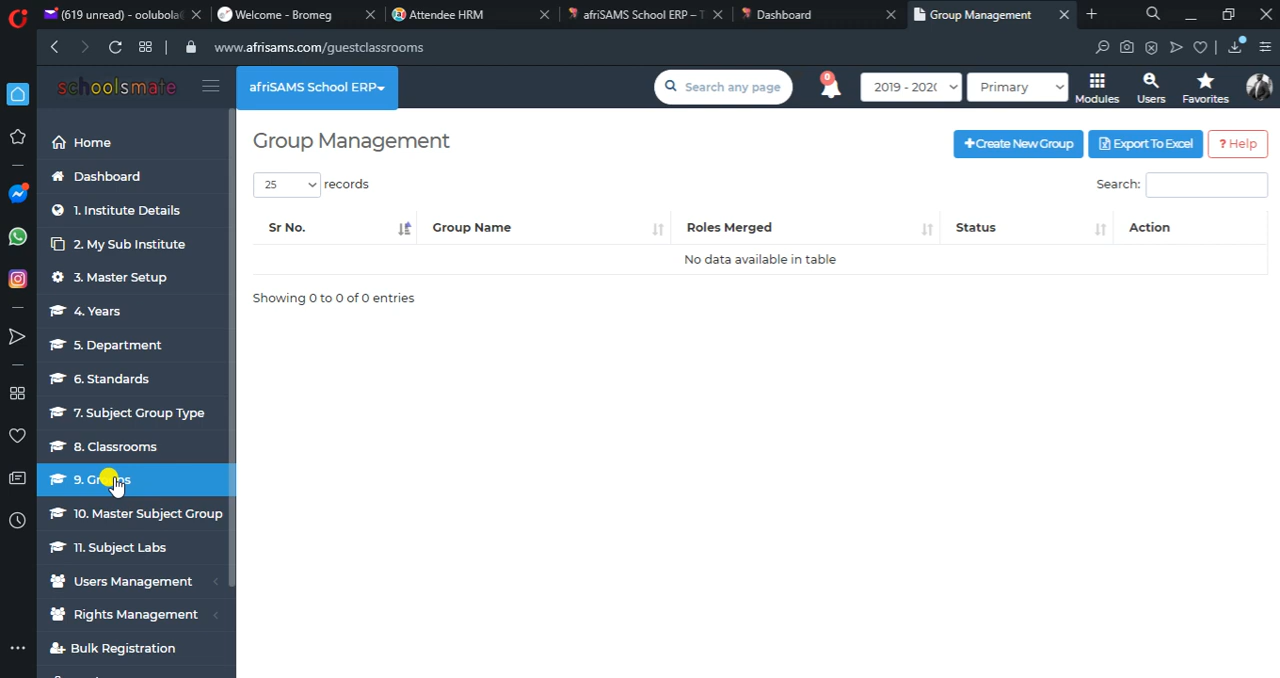 (619 unread) - oolubola
Welcome - Bromeg
Attendee HRM
afriSAMS School ERP –
Dashboard
Group Management
www.afrisams.com/guestclassrooms
schoolsmate
afriSAMS School ERP
Search any page
0
2019 - 202
Primary
Modules
Users
Favorites
Home
Dashboard
1. Institute Details
2. My Sub Institute
3. Master Setup
4. Years
5. Department
6. Standards
7. Subject Group Type
8. Classrooms
9. Groups
10. Master Subject Group
11. Subject Labs
Users Management
Rights Management
Bulk Registration
Group Management
+Create New Group
Export To Excel
? Help
25 records
Search:
Sr No. Group Name Roles Merged Status Action
No data available in table
Showing 0 to 0 of 0 entries